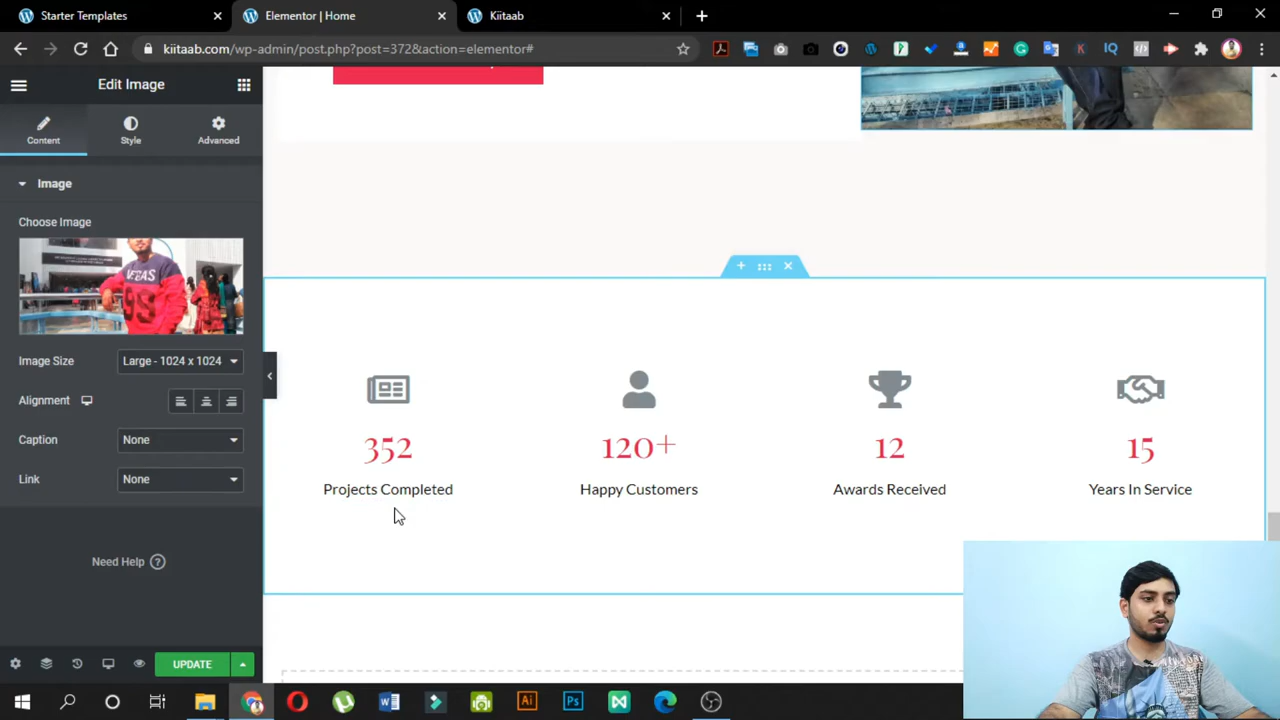 Starter Templates
Elementor | Home
Kiitaab
kiitaab.com/wp-admin/post.php?post=372&action=elementor#
Edit Image
Content
Style
Advanced
Image
Choose Image
VEGAS
99
Image Size
Large - 1024 x 1024
Alignment
Caption
None
Link
None
Need Help
UPDATE
352
Projects Completed
120+
Happy Customers
12
Awards Received
15
Years In Service